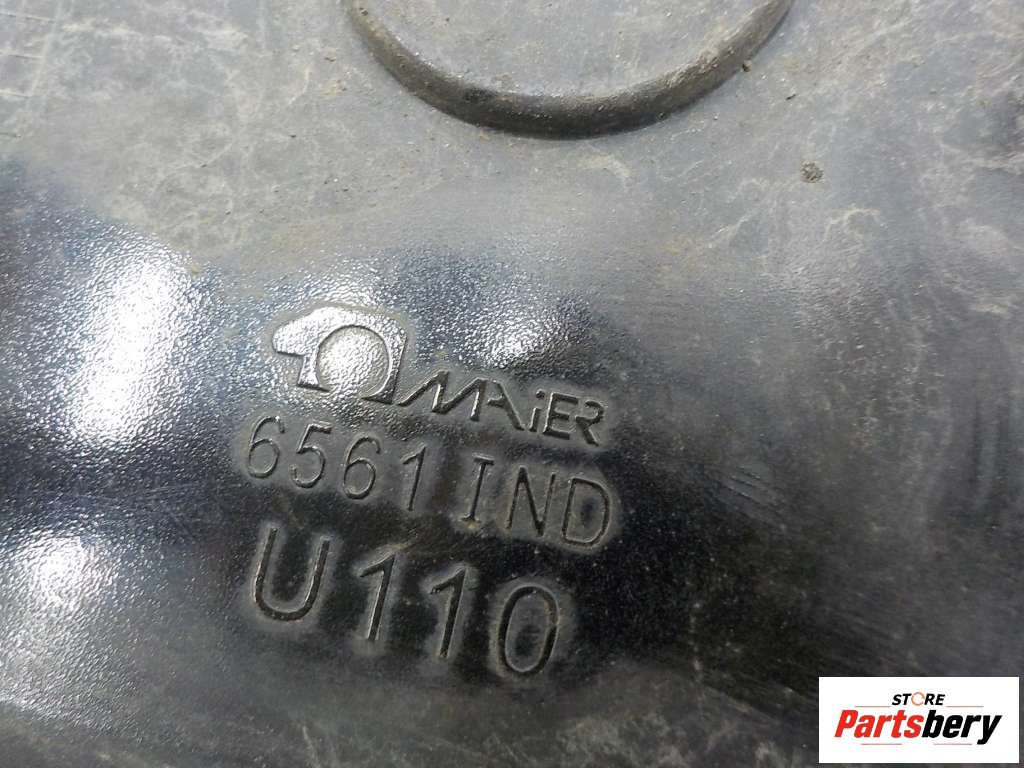 MAiER
6561 IND
U110
STORE
Partsbery